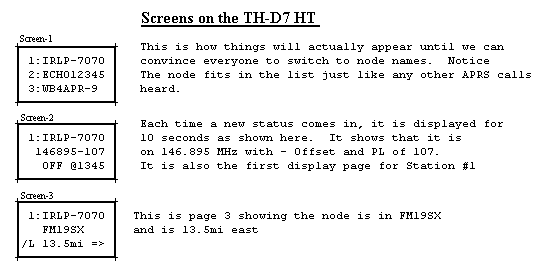 Screens on the TH-D7 HT
Screen-1
1:IRLP-7070
2:ECHO12345
3:WB4APR-9
This is how things will actually appear until we can
convince everyone to switch to node names. Notice
The node fits in the list just like any other APRS calls
heard.
Screen-2
1:IRLP-7070
146895-107
OFF @1345
Each time a new status comes in, it is displayed for
10 seconds as shown here. It shows that it is
on 146.895 MHz with - Offset and PL of 107.
It is also the first display page for Station #1
Screen-3
1:IRLP-7070
FM19SX
/L 13.5mi =>
This is page 3 showing the node is in FM19SX
and is 13.5mi east